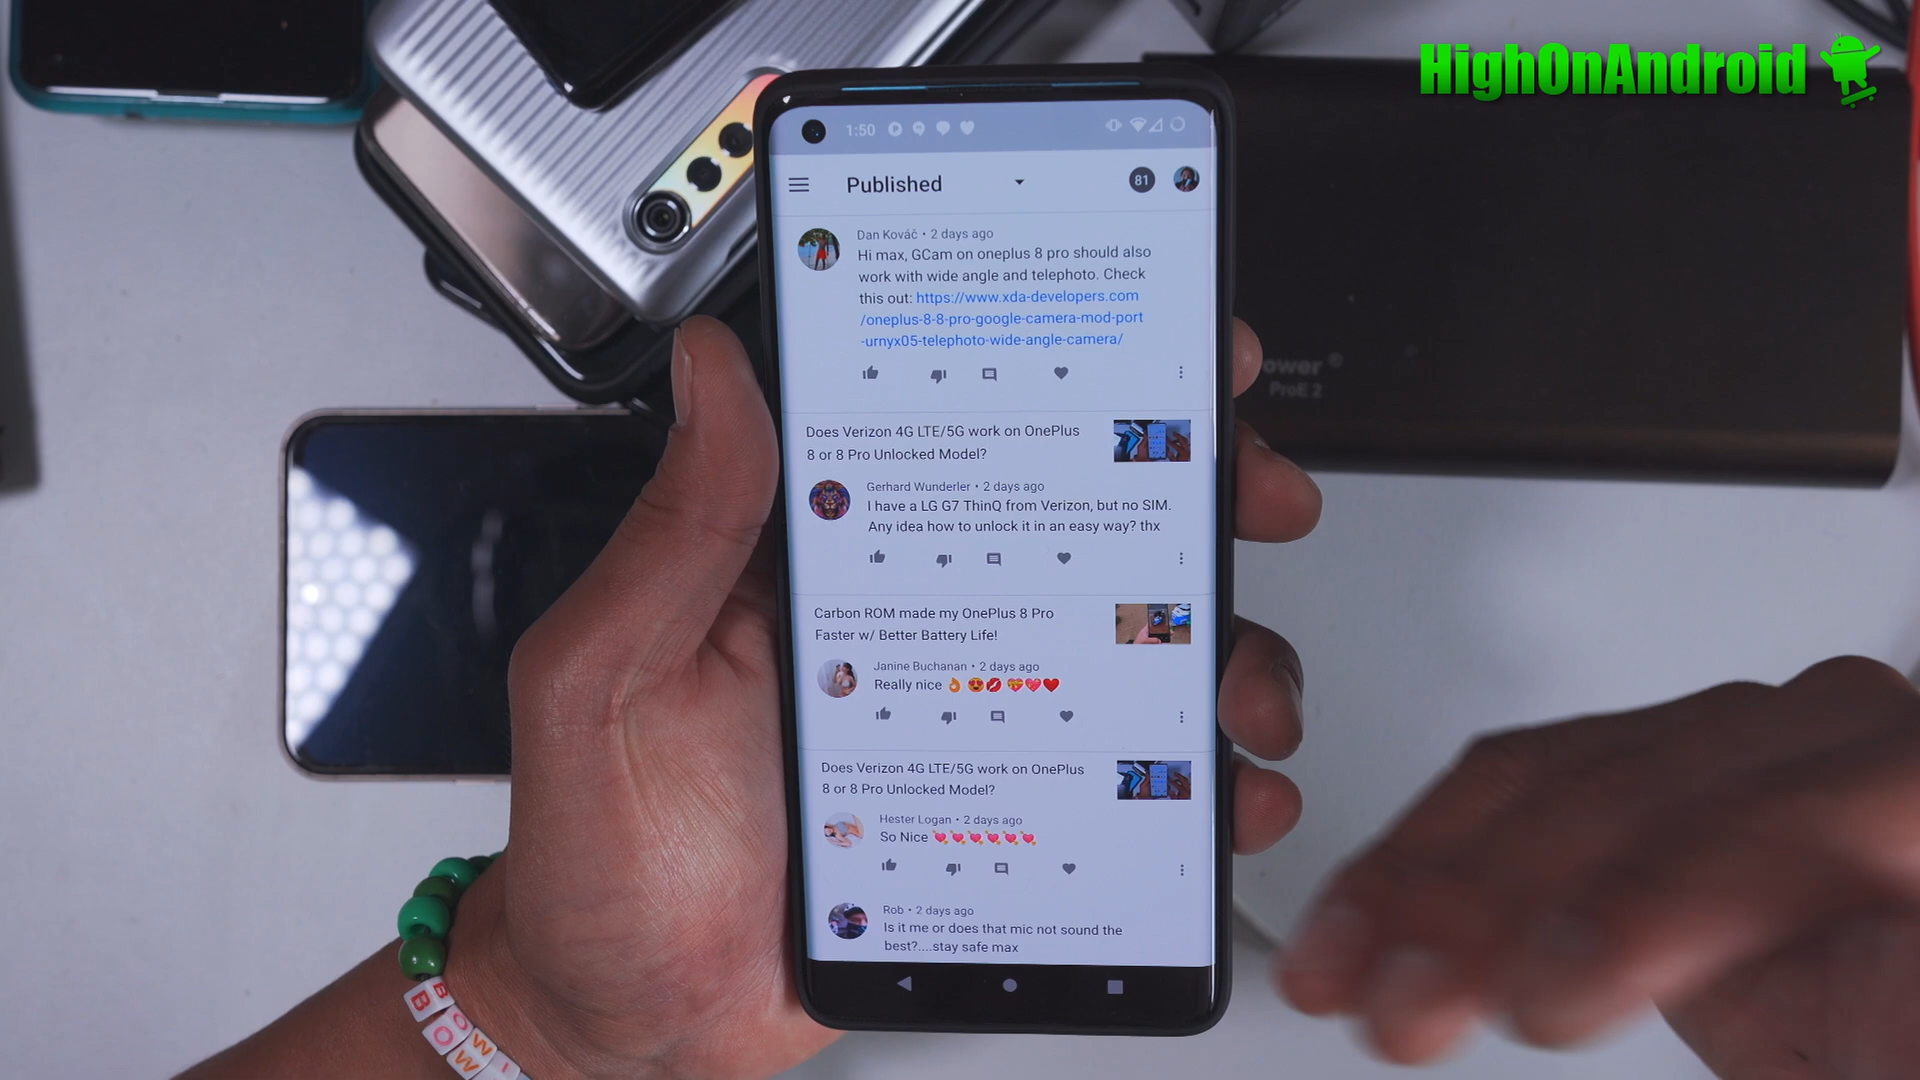 HighOnAndroid
1:50
Published
81
Dan Kováč • 2 days ago
Hi max, GCam on oneplus 8 pro should also
work with wide angle and telephoto. Check
this out: https://www.xda-developers.com
/oneplus-8-8-pro-google-camera-mod-port
-urnyx05-telephoto-wide-angle-camera/
Does Verizon 4G LTE/5G work on OnePlus
8 or 8 Pro Unlocked Model?
Gerhard Wunderler • 2 days ago
I have a LG G7 ThinQ from Verizon, but no SIM.
Any idea how to unlock it in an easy way? thx
Carbon ROM made my OnePlus 8 Pro
Faster w/ Better Battery Life!
Janine Buchanan • 2 days ago
Really nice 👌 😍💋 💝💖❤️
Does Verizon 4G LTE/5G work on OnePlus
8 or 8 Pro Unlocked Model?
Hester Logan • 2 days ago
So Nice 💘💘💘💘💘💘
Rob • 2 days ago
Is it me or does that mic not sound the
best?....stay safe max
ower ®
ProE 2
B B
O O
W W
I